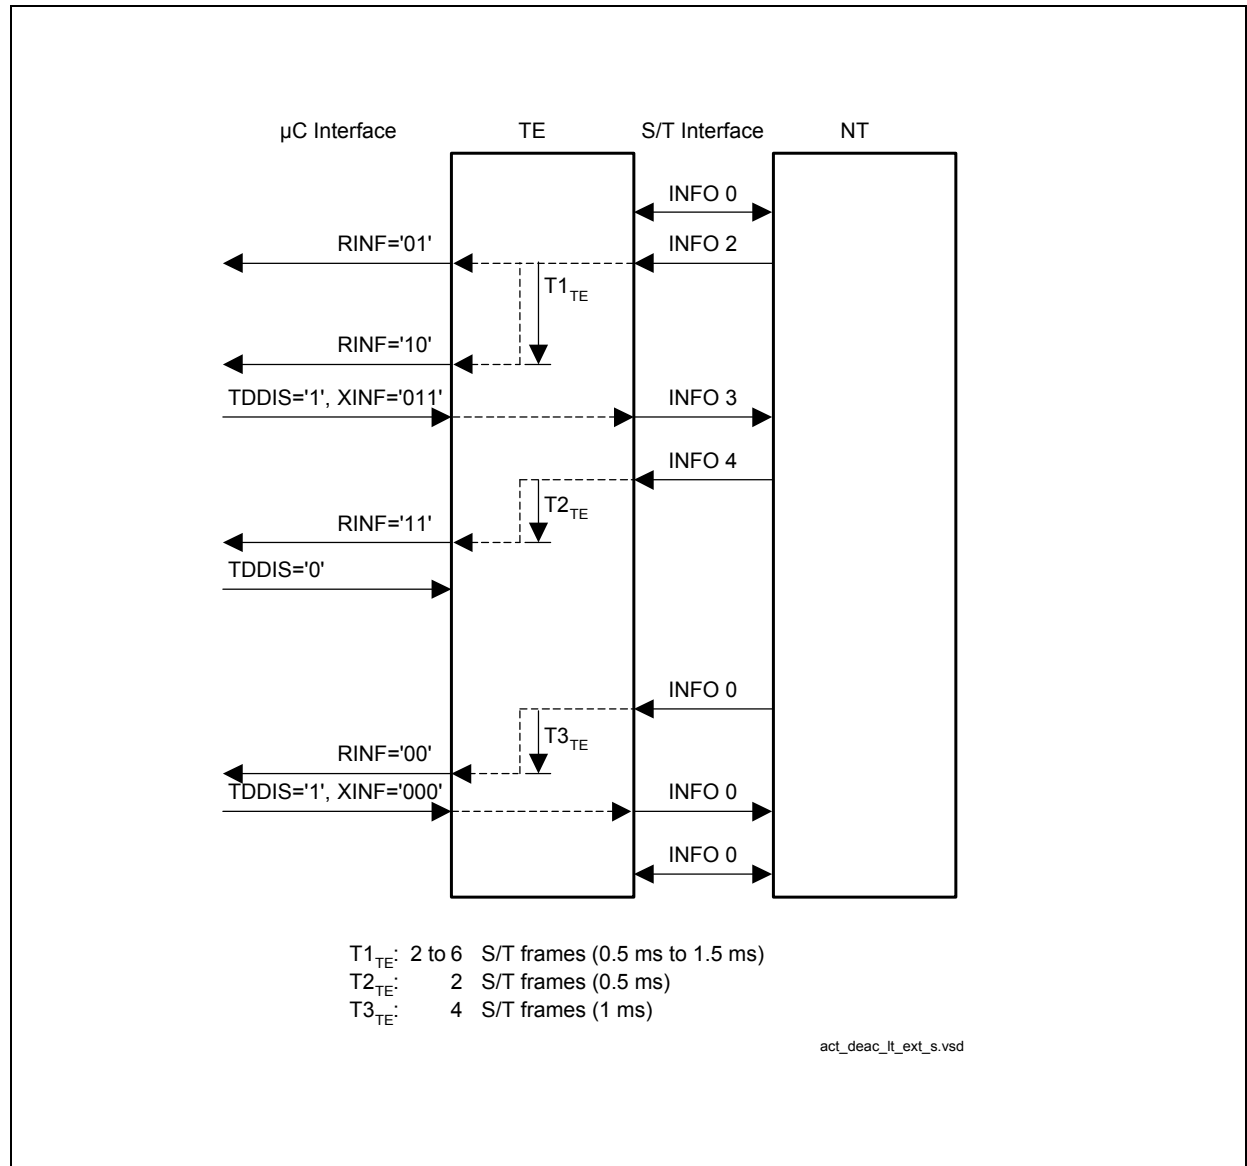 µC Interface TE S/T Interface NT
INFO 0
RINF='01' INFO 2
T1TE
RINF='10'
TDDIS='1', XINF='011' INFO 3
INFO 4
T2TE
RINF='11'
TDDIS='0'
INFO 0
T3TE
RINF='00'
TDDIS='1', XINF='000' INFO 0
INFO 0
T1TE: 2 to 6 S/T frames (0.5 ms to 1.5 ms)
T2TE: 2 S/T frames (0.5 ms)
T3TE: 4 S/T frames (1 ms)
act_deac_lt_ext_s.vsd